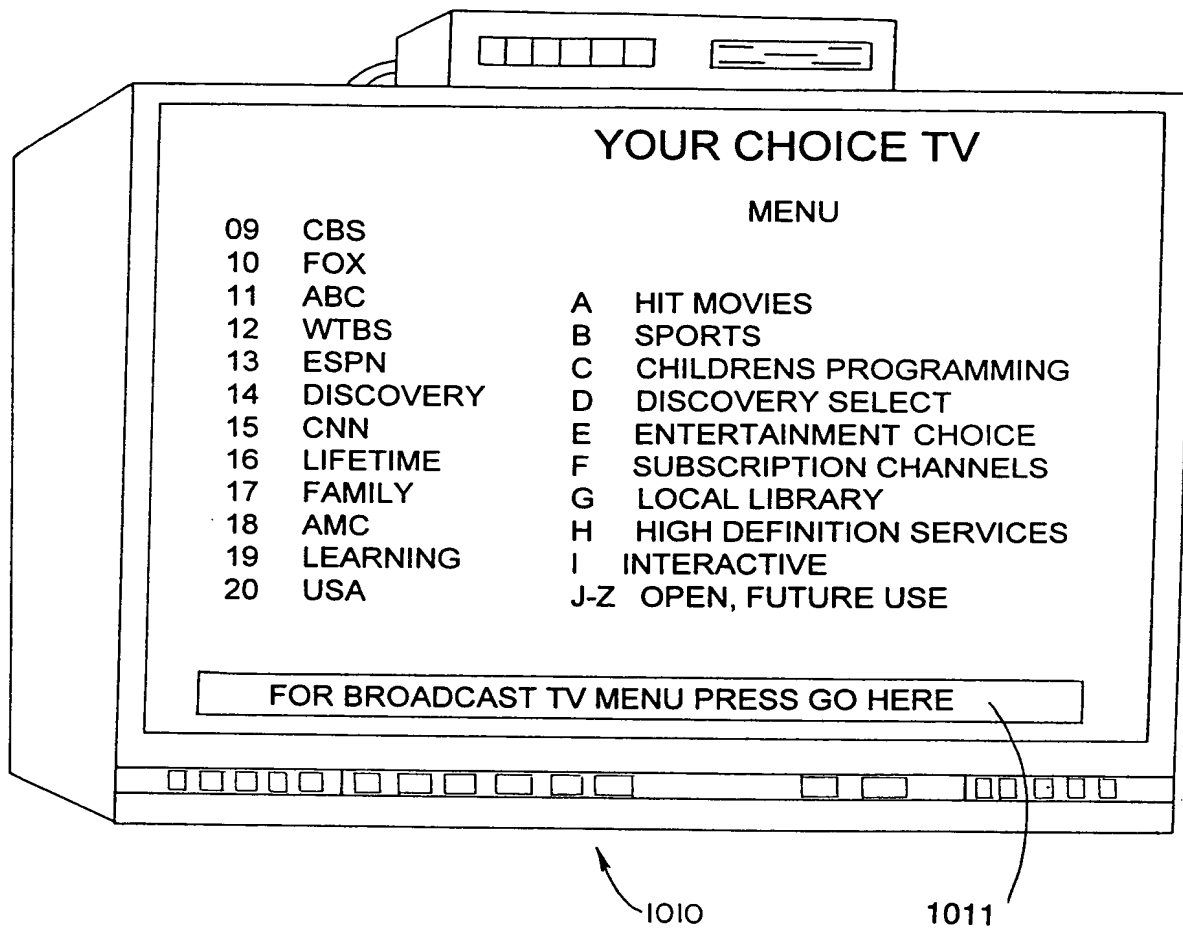 YOUR CHOICE TV
MENU
09 CBS
10 FOX
11 ABC
12 WTBS
13 ESPN
14 DISCOVERY
15 CNN
16 LIFETIME
17 FAMILY
18 AMC
19 LEARNING
20 USA
A HIT MOVIES
B SPORTS
C CHILDRENS PROGRAMMING
D DISCOVERY SELECT
E ENTERTAINMENT CHOICE
F SUBSCRIPTION CHANNELS
G LOCAL LIBRARY
H HIGH DEFINITION SERVICES
I INTERACTIVE
J-Z OPEN, FUTURE USE
FOR BROADCAST TV MENU PRESS GO HERE
1010
1011